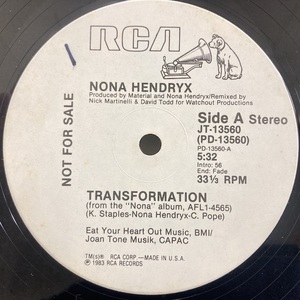 RCA
NONA HENDRYX
Produced by Material and Nona Hendryx/Remixed by
Nick Martinelli & David Todd for Watchout Productions
NOT FOR SALE
Side A Stereo
JT-13560
(PD-13560)
PD-13560-A
5:32
Intro: 56
End: Fade
33⅓ RPM
TRANSFORMATION
(from the "Nona" album, AFL1-4565)
(K. Staples-Nona Hendryx-C. Pope)
Eat Your Heart Out Music, BMI/
Joan Tone Musik, CAPAC
TM(s)® RCA CORP —MADE IN U.S.A.
℗ 1983 RCA RECORDS